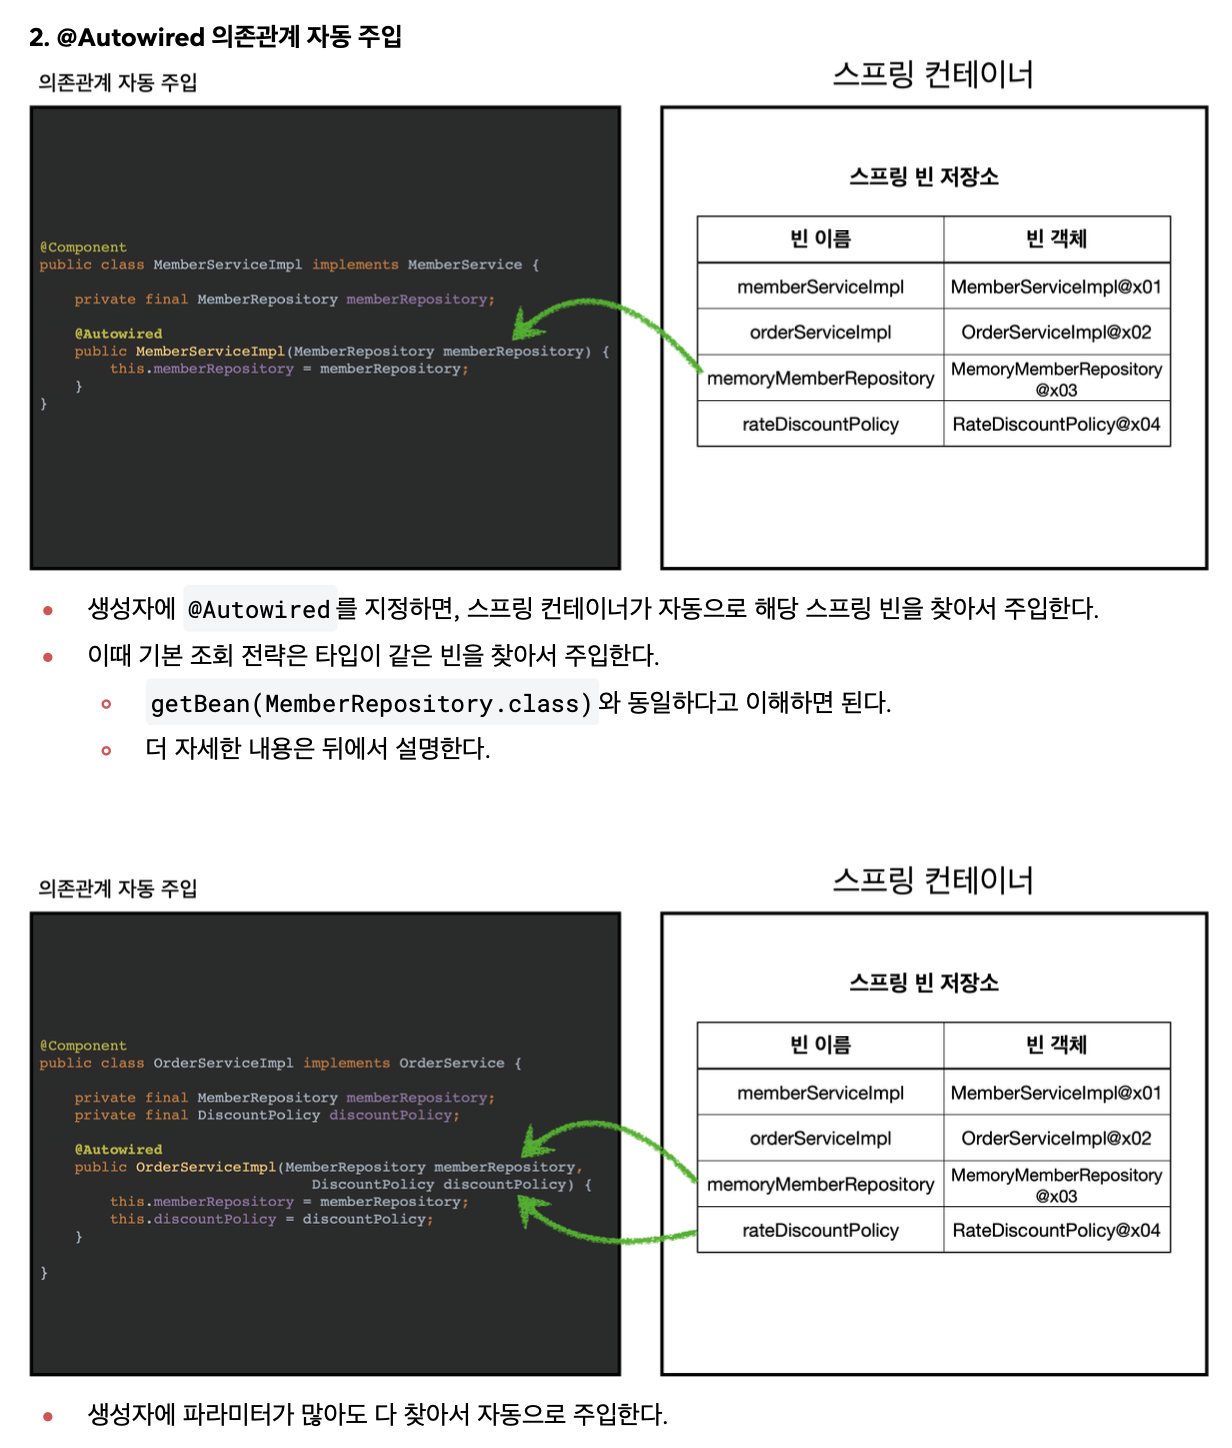 2. @Autowired 의존관계 자동 주입
의존관계 자동 주입
스프링 컨테이너
@Component
public class MemberServiceImpl implements MemberService {
private final MemberRepository memberRepository;
@Autowired
public MemberServiceImpl(MemberRepository memberRepository) {
this.memberRepository = memberRepository;
}
}
스프링 빈 저장소
빈 이름 빈 객체
memberServiceImpl MemberServiceImpl@x01
orderServiceImpl OrderServiceImpl@x02
memoryMemberRepository MemoryMemberRepository
@x03
rateDiscountPolicy RateDiscountPolicy@x04
생성자에 @Autowired를 지정하면, 스프링 컨테이너가 자동으로 해당 스프링 빈을 찾아서 주입한다.
이때 기본 조회 전략은 타입이 같은 빈을 찾아서 주입한다.
getBean(MemberRepository.class)와 동일하다고 이해하면 된다.
더 자세한 내용은 뒤에서 설명한다.
의존관계 자동 주입
스프링 컨테이너
@Component
public class OrderServiceImpl implements OrderService {
private final MemberRepository memberRepository;
private final DiscountPolicy discountPolicy;
@Autowired
public OrderServiceImpl(MemberRepository memberRepository,
DiscountPolicy discountPolicy) {
this.memberRepository = memberRepository;
this.discountPolicy = discountPolicy;
}
}
스프링 빈 저장소
빈 이름 빈 객체
memberServiceImpl MemberServiceImpl@x01
orderServiceImpl OrderServiceImpl@x02
memoryMemberRepository MemoryMemberRepository
@x03
rateDiscountPolicy RateDiscountPolicy@x04
생성자에 파라미터가 많아도 다 찾아서 자동으로 주입한다.